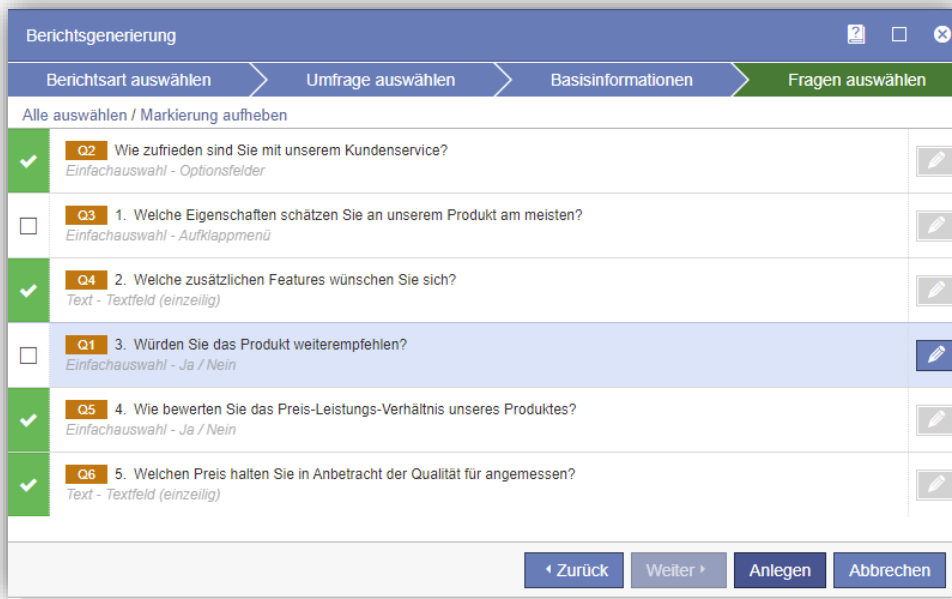 Berichtsgenerierung
Berichtsart auswählen Umfrage auswählen Basisinformationen Fragen auswählen
Alle auswählen / Markierung aufheben
Q2 Wie zufrieden sind Sie mit unserem Kundenservice?
Einfachauswahl - Optionsfelder
Q3 1. Welche Eigenschaften schätzen Sie an unserem Produkt am meisten?
Einfachauswahl - Aufklappmenü
Q4 2. Welche zusätzlichen Features wünschen Sie sich?
Text - Textfeld (einzeilig)
Q1 3. Würden Sie das Produkt weiterempfehlen?
Einfachauswahl - Ja / Nein
Q5 4. Wie bewerten Sie das Preis-Leistungs-Verhältnis unseres Produktes?
Einfachauswahl - Ja / Nein
Q6 5. Welchen Preis halten Sie in Anbetracht der Qualität für angemessen?
Text - Textfeld (einzeilig)
Zurück Weiter Anlegen Abbrechen